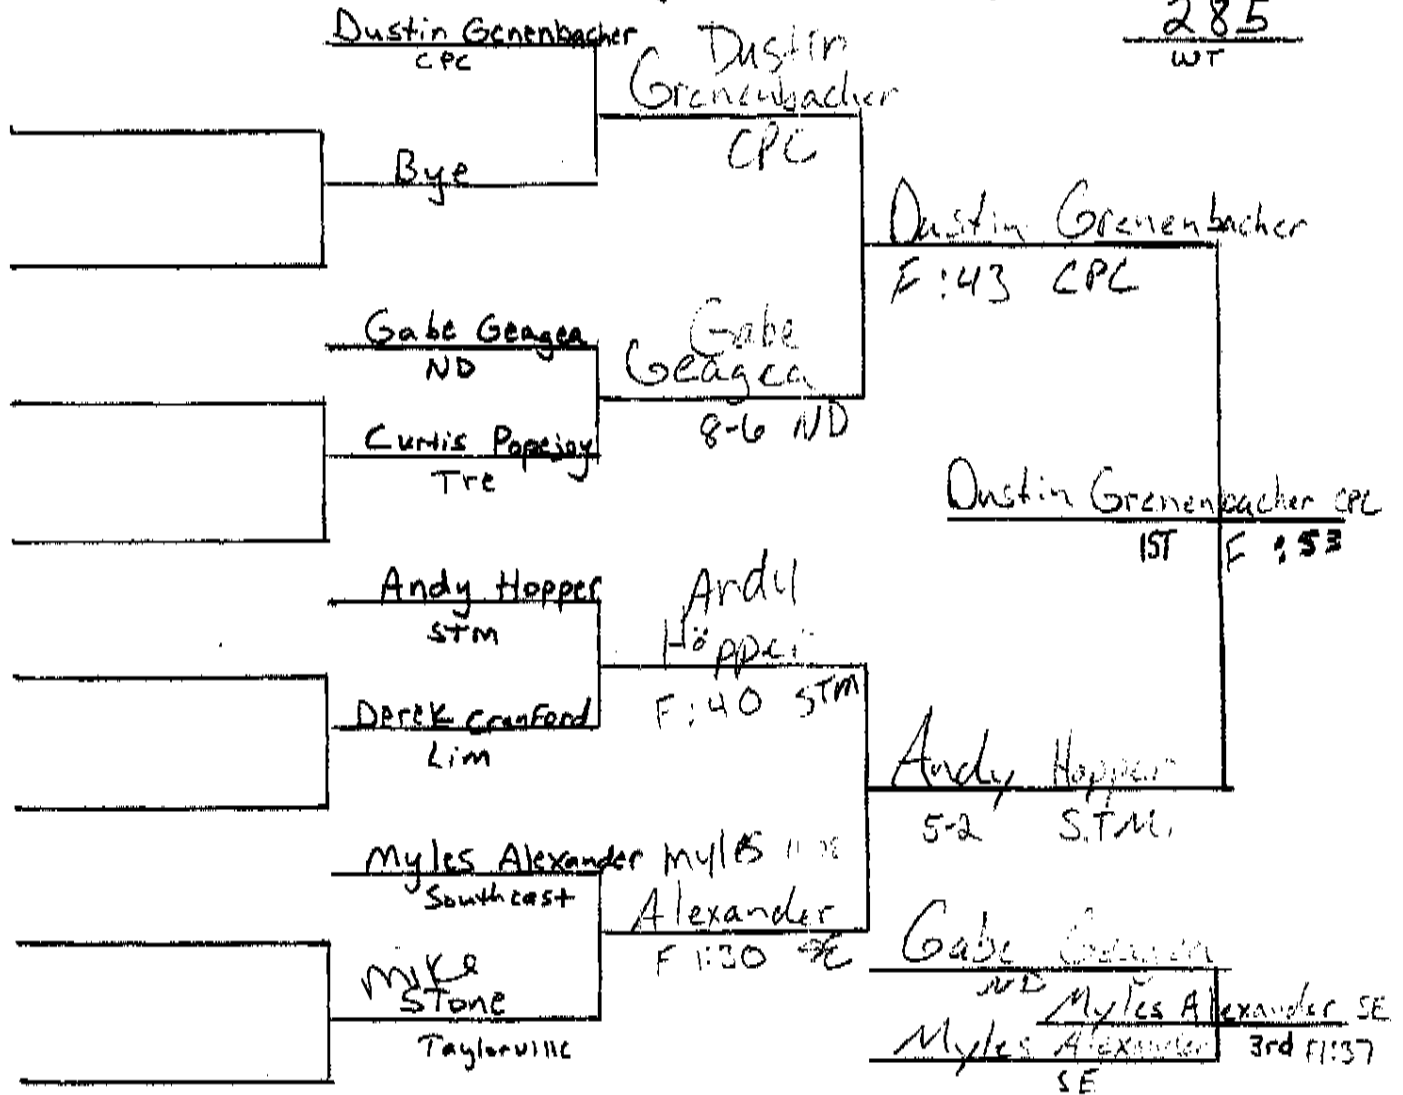 285
WT
Dustin Genenbacher
CPC
Bye
Gabe Geagea
ND
Curtis Popejoy
Tre
Andy Hopper
STM
Derek Cranford
Lim
Myles Alexander
Southeast
Mike
STone
Taylorville
Dustin
Grenenbacher
CPC
Gabe
Geagea
8-6 ND
Andy
Hopper
F :40 STM
Myles
Alexander
F 1:30 SE
Dustin Grenenbacher
F :43 CPC
Andy Hopper
5-2 S.T.M.
Dustin Grenenbacher CPC
1ST F :53
Gabe Geagea
ND
Myles Alexander SE
3rd F1:37
Myles Alexander
SE